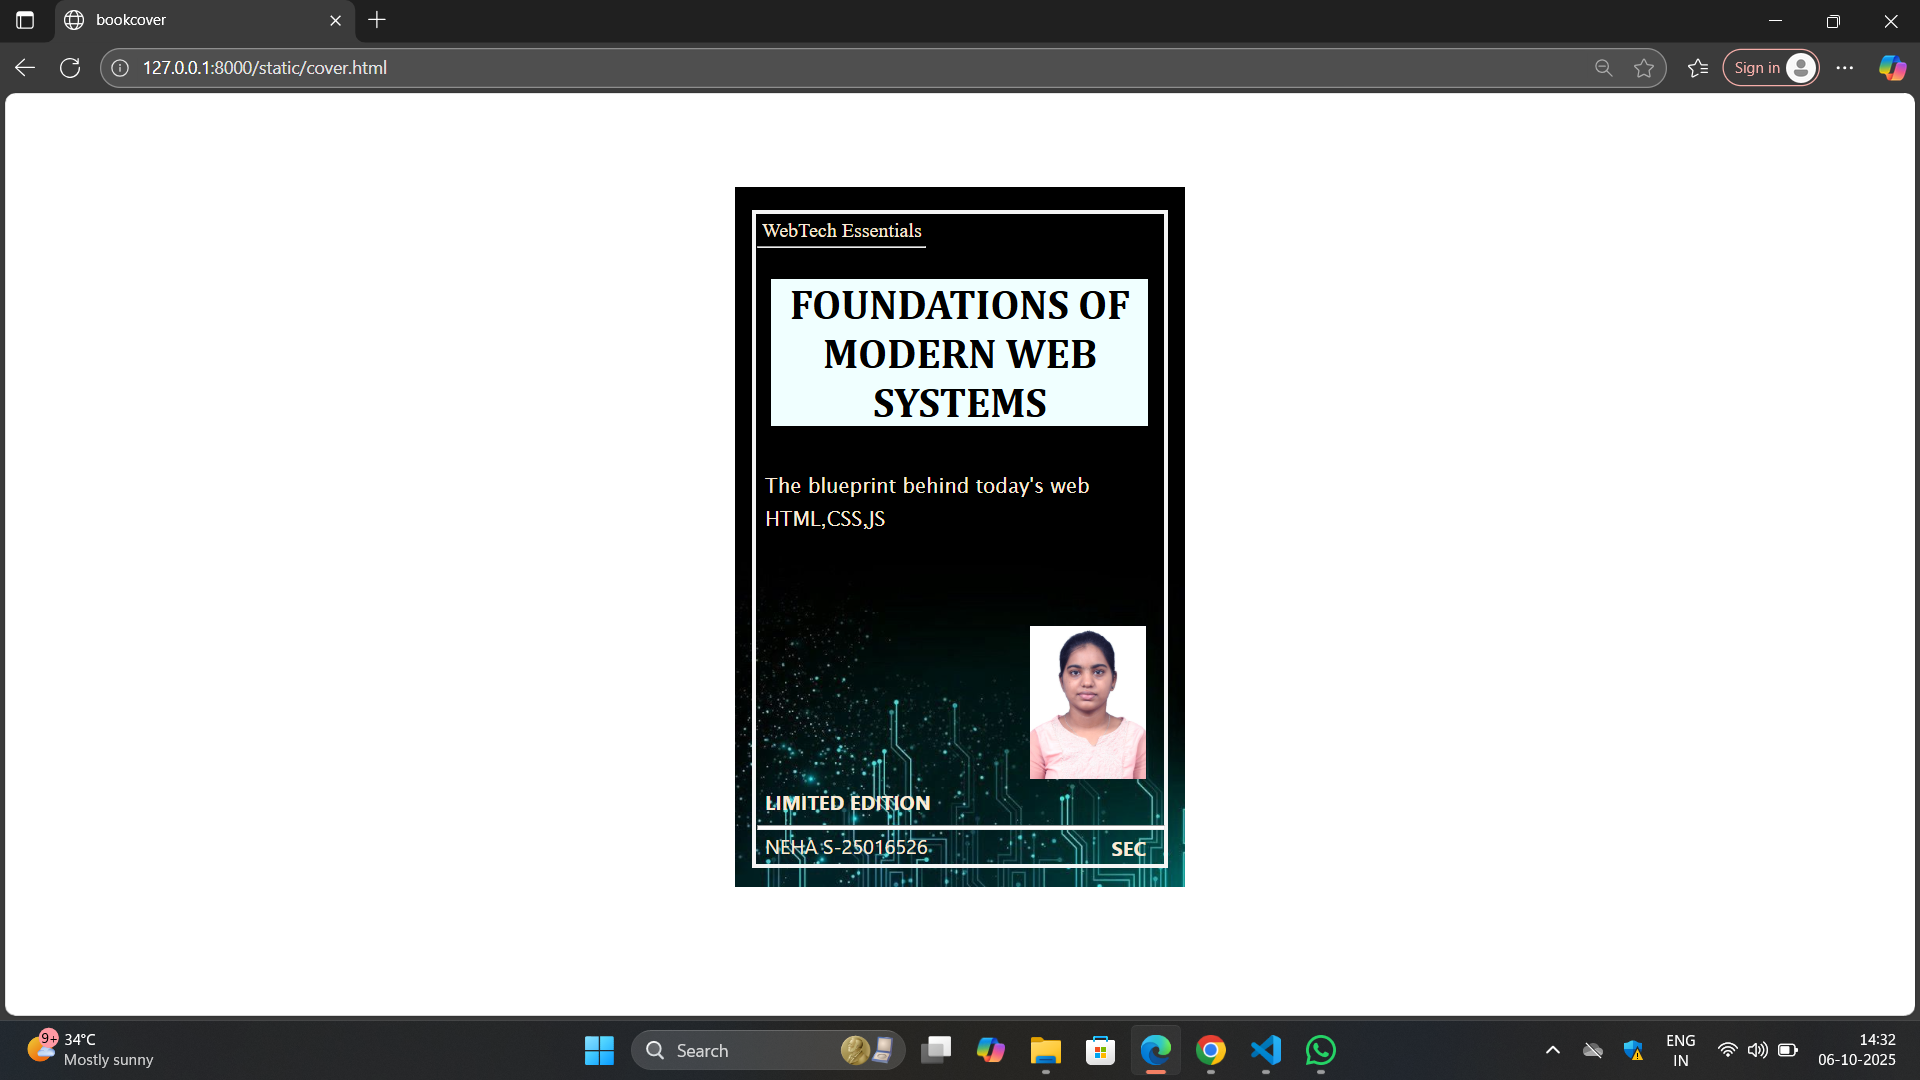 bookcover
127.0.0.1:8000/static/cover.html
Sign in
WebTech Essentials
FOUNDATIONS OF
MODERN WEB
SYSTEMS
The blueprint behind today's web
HTML,CSS,JS
LIMITED EDITION
NEHA S-25016526
SEC
9+
34°C
Mostly sunny
Search
ENG
IN
14:32
06-10-2025